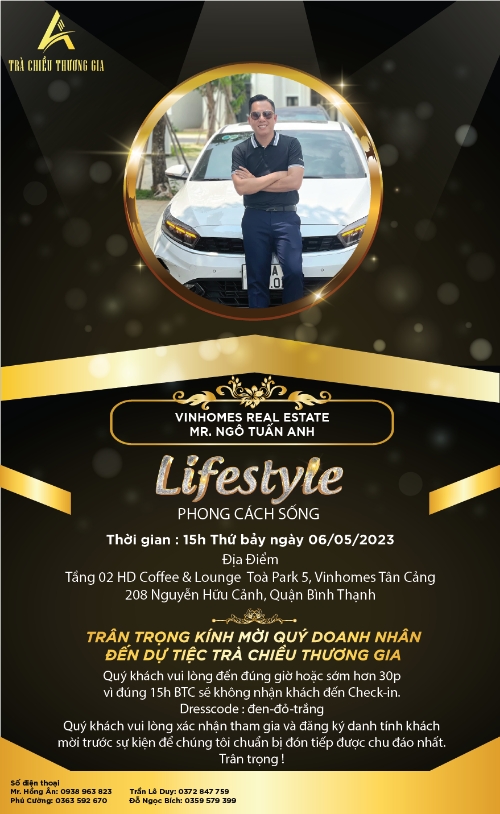 TRÀ CHIỀU THƯƠNG GIA
VINHOMES REAL ESTATE
MR. NGÔ TUẤN ANH
Lifestyle
PHONG CÁCH SỐNG
Thời gian : 15h Thứ bảy ngày 06/05/2023
Địa Điểm
Tầng 02 HD Coffee & Lounge Toà Park 5, Vinhomes Tân Cảng
208 Nguyễn Hữu Cảnh, Quận Bình Thạnh
TRÂN TRỌNG KÍNH MỜI QUÝ DOANH NHÂN
ĐẾN DỰ TIỆC TRÀ CHIỀU THƯƠNG GIA
Quý khách vui lòng đến đúng giờ hoặc sớm hơn 30p
vì đúng 15h BTC sẽ không nhận khách đến Check-in.
Dresscode : đen-đỏ-trắng
Quý khách vui lòng xác nhận tham gia và đăng ký danh tính khách
mời trước sự kiện để chúng tôi chuẩn bị đón tiếp được chu đáo nhất.
Trân trọng !
Số điện thoại
Mr. Hồng Ân: 0938 963 823 Trần Lê Duy: 0372 847 759
Phú Cường: 0363 592 670 Đỗ Ngọc Bích: 0359 579 399